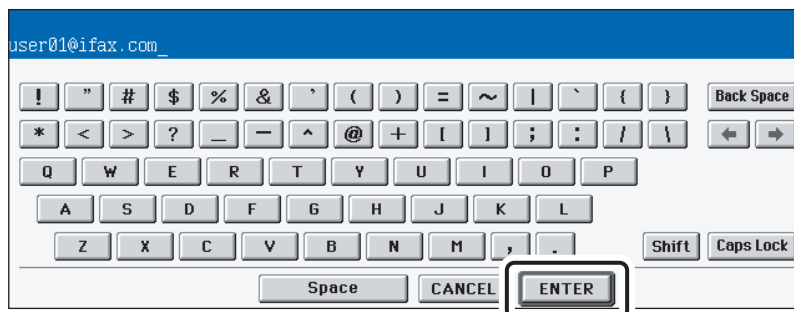 user01@ifax.com_
! " # $ % & ' ( ) = ~ | ` { } Back Space
* < > ? _ - ^ @ + [ ] ; : / \ ← →
Q W E R T Y U I O P
A S D F G H J K L
Z X C V B N M , . Shift Caps Lock
Space CANCEL ENTER